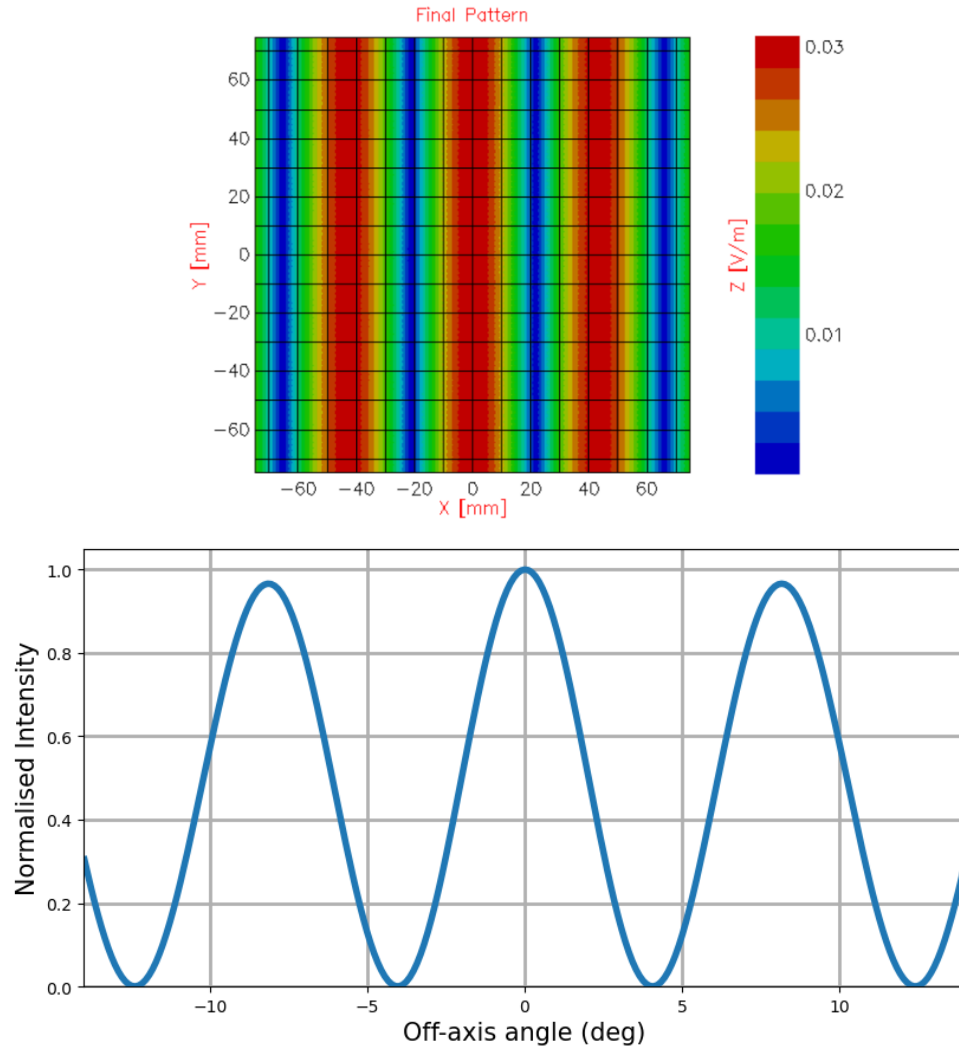 Final Pattern
60
40
20
0
−20
−40
−60
Y [mm]
−60 −40 −20 0 20 40 60
X [mm]
0.03
0.02
0.01
Z [V/m]
1.0
0.8
0.6
0.4
0.2
0.0
Normalised Intensity
−10 −5 0 5 10
Off-axis angle (deg)